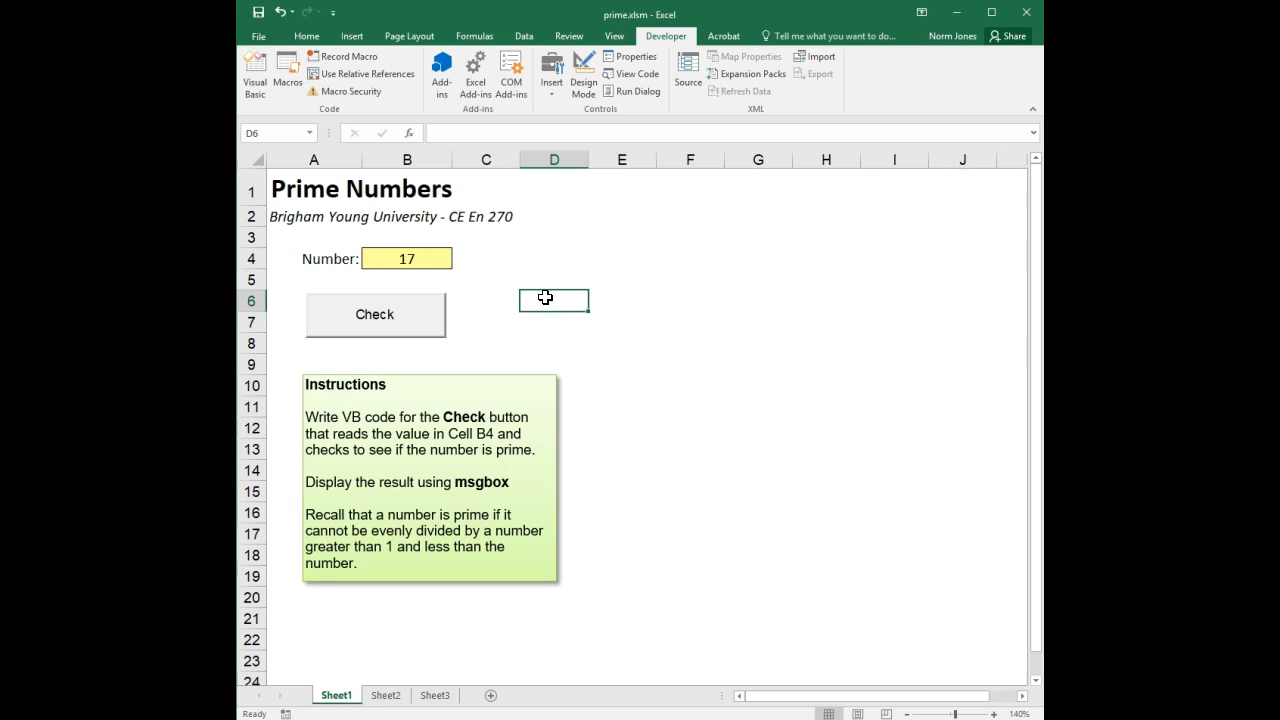 prime.xlsm - Excel
File Home Insert Page Layout Formulas Data Review View Developer Acrobat Tell me what you want to do... Norm Jones Share
Visual Basic
Macros
Record Macro
Use Relative References
Macro Security
Code
Add-ins
Excel Add-ins
COM Add-ins
Add-ins
Insert
Design Mode
Properties
View Code
Run Dialog
Controls
Source
Map Properties
Expansion Packs
Refresh Data
Import
Export
XML
D6
fx
A B C D E F G H I J
1 Prime Numbers
2 Brigham Young University - CE En 270
3
4 Number: 17
5
6
Check
7
8
9
10
11
12
13
14
15
16
17
18
19
20
21
22
23
24
Instructions
Write VB code for the Check button
that reads the value in Cell B4 and
checks to see if the number is prime.
Display the result using msgbox
Recall that a number is prime if it
cannot be evenly divided by a number
greater than 1 and less than the
number.
Sheet1 Sheet2 Sheet3
Ready 140%